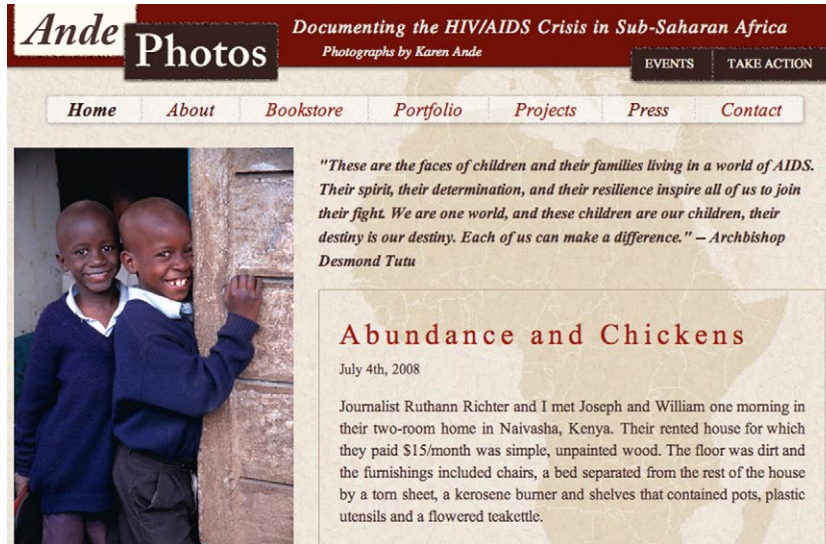 Ande Photos
Documenting the HIV/AIDS Crisis in Sub-Saharan Africa
Photographs by Karen Ande
EVENTS TAKE ACTION
Home About Bookstore Portfolio Projects Press Contact
"These are the faces of children and their families living in a world of AIDS.
Their spirit, their determination, and their resilience inspire all of us to join
their fight. We are one world, and these children are our children, their
destiny is our destiny. Each of us can make a difference." -- Archbishop
Desmond Tutu
Abundance and Chickens
July 4th, 2008
Journalist Ruthann Richter and I met Joseph and William one morning in
their two-room home in Naivasha, Kenya. Their rented house for which
they paid $15/month was simple, unpainted wood. The floor was dirt and
the furnishings included chairs, a bed separated from the rest of the house
by a torn sheet, a kerosene burner and shelves that contained pots, plastic
utensils and a flowered teakettle.